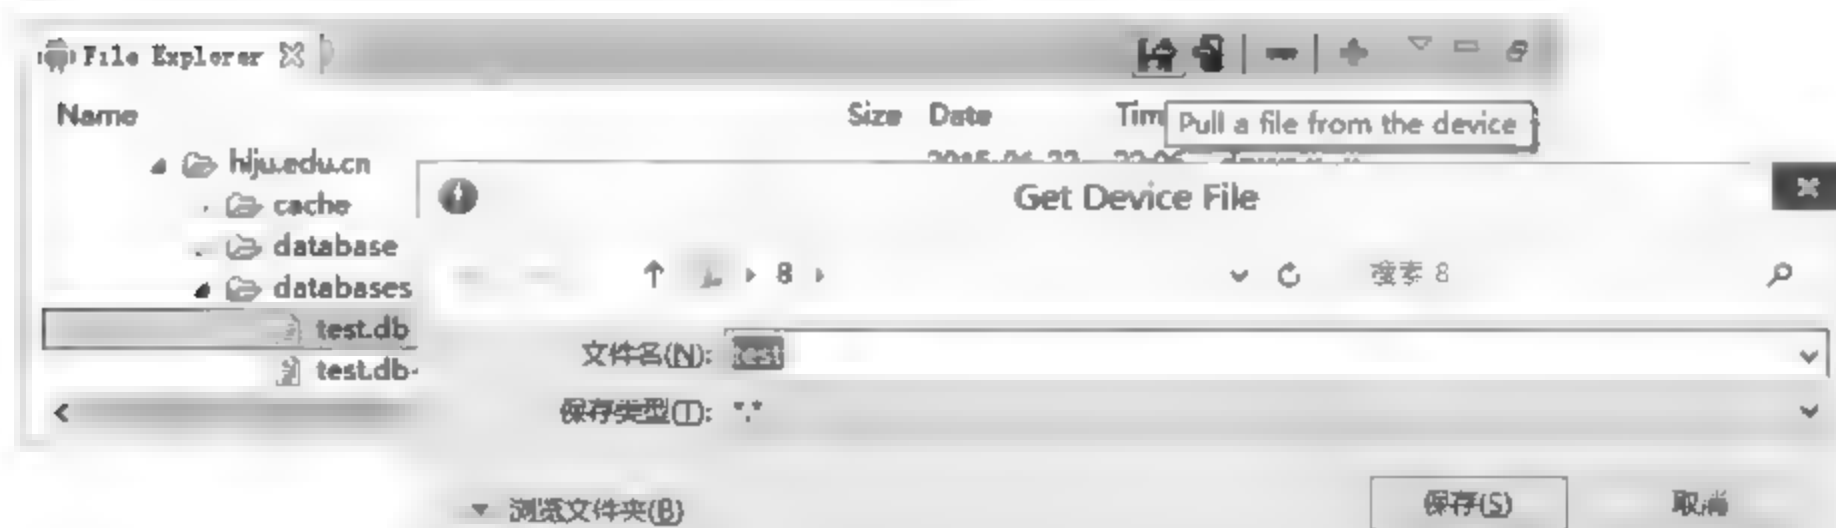 File Explorer
Name Size Date Tim
Pull a file from the device
hlju.edu.cn
cache
database
databases
test.db
test.db-
Get Device File
8
搜索 8
文件名(N): test
保存类型(T): *.*
浏览文件夹(B)
保存(S) 取消